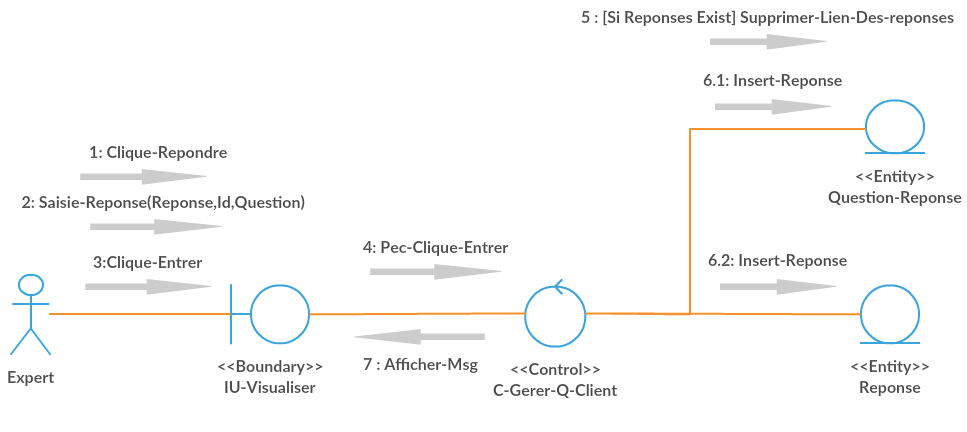 5 : [Si Reponses Exist] Supprimer-Lien-Des-reponses
6.1: Insert-Reponse
1: Clique-Repondre
<<Entity>>
Question-Reponse
2: Saisie-Reponse(Reponse,Id,Question)
4: Pec-Clique-Entrer
3:Clique-Entrer
6.2: Insert-Reponse
Expert
<<Boundary>>
IU-Visualiser
7 : Afficher-Msg
<<Control>>
C-Gerer-Q-Client
<<Entity>>
Reponse